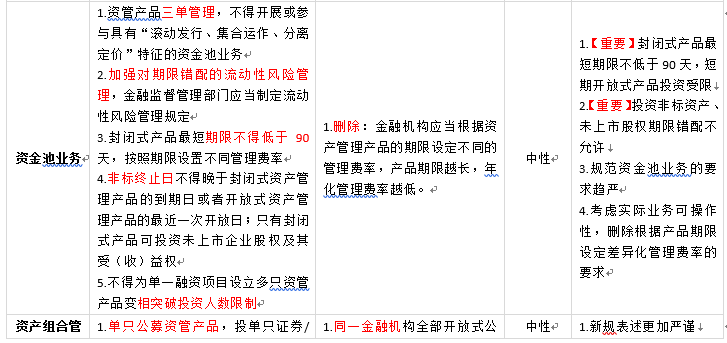 资金池业务
1.资管产品三单管理，不得开展或参
与具有“滚动发行、集合运作、分离
定价”特征的资金池业务
2.加强对期限错配的流动性风险管
理，金融监督管理部门应当制定流动
性风险管理规定
3.封闭式产品最短期限不得低于 90
天，按照期限设置不同管理费率
4.非标终止日不得晚于封闭式资产管
理产品的到期日或者开放式资产管
理产品的最近一次开放日；只有封闭
式产品可投资未上市企业股权及其
受（收）益权
5.不得为单一融资项目设立多只资管
产品变相突破投资人数限制
1.删除：金融机构应当根据资
产管理产品的期限设定不同的
管理费率，产品期限越长，年
化管理费率越低。
中性
1.【重要】封闭式产品最
短期限不低于 90 天，短
期开放式产品投资受限
2.【重要】投资非标资产、
未上市股权期限错配不
允许
3.规范资金池业务的要
求趋严
4.考虑实际业务可操作
性，删除根据产品期限
设定差异化管理费率的
要求
资产组合管
1.单只公募资管产品，投单只证券/
1.同一金融机构全部开放式公
中性
1.新规表述更加严谨